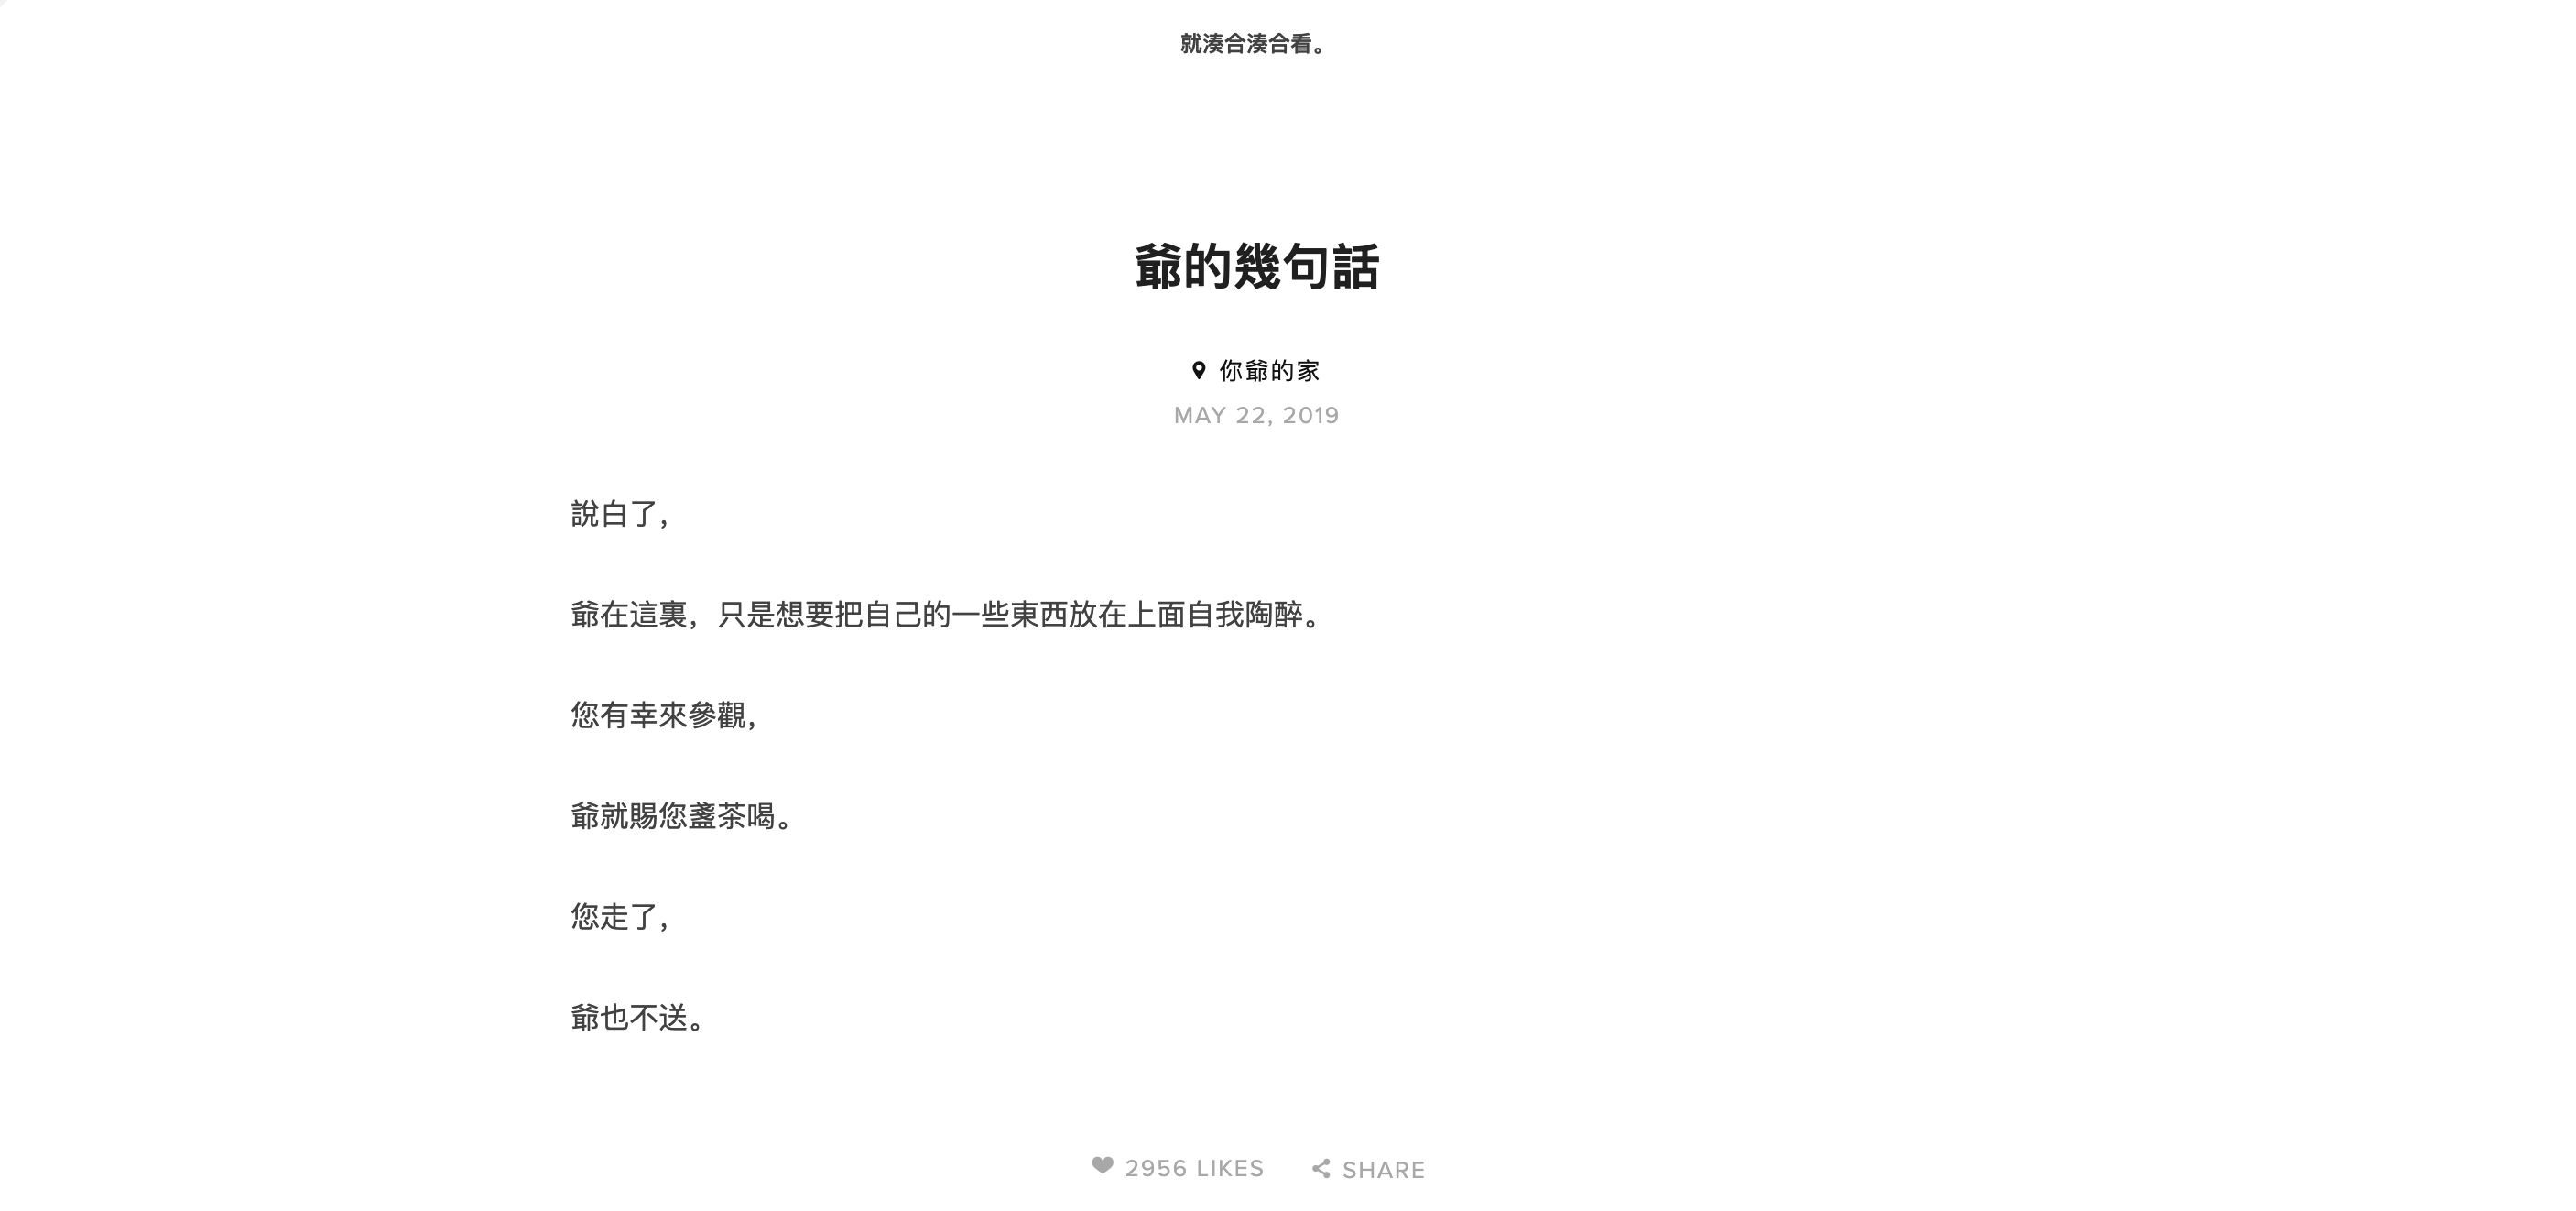 就湊合湊合看。
爺的幾句話
你爺的家
MAY 22, 2019
說白了，
爺在這裏，只是想要把自己的一些東西放在上面自我陶醉。
您有幸來參觀，
爺就賜您盞茶喝。
您走了，
爺也不送。
2956 LIKES SHARE